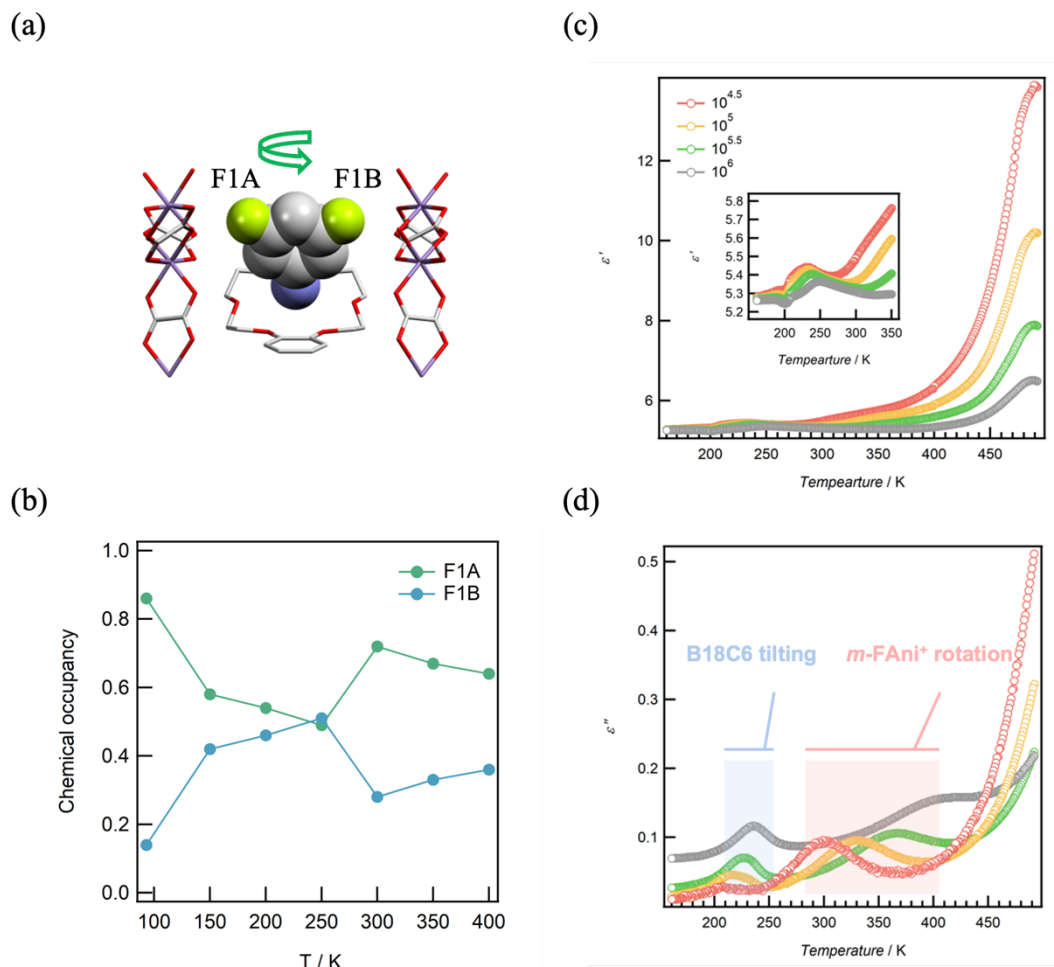 (a)
F1A F1B
(b)
1.0
0.8
0.6
0.4
0.2
0.0
Chemical occupancy
F1A
F1B
100 150 200 250 300 350 400
T / K
(c)
10^4.5
10^5
10^5.5
10^6
12
10
8
6
ε'
5.8
5.7
5.6
5.5
5.4
5.3
5.2
ε'
200 250 300 350
Tempearture / K
200 250 300 350 400 450
Tempearture / K
(d)
0.5
0.4
0.3
0.2
0.1
ε''
B18C6 tilting
m-FAni⁺ rotation
200 250 300 350 400 450
Temperature / K